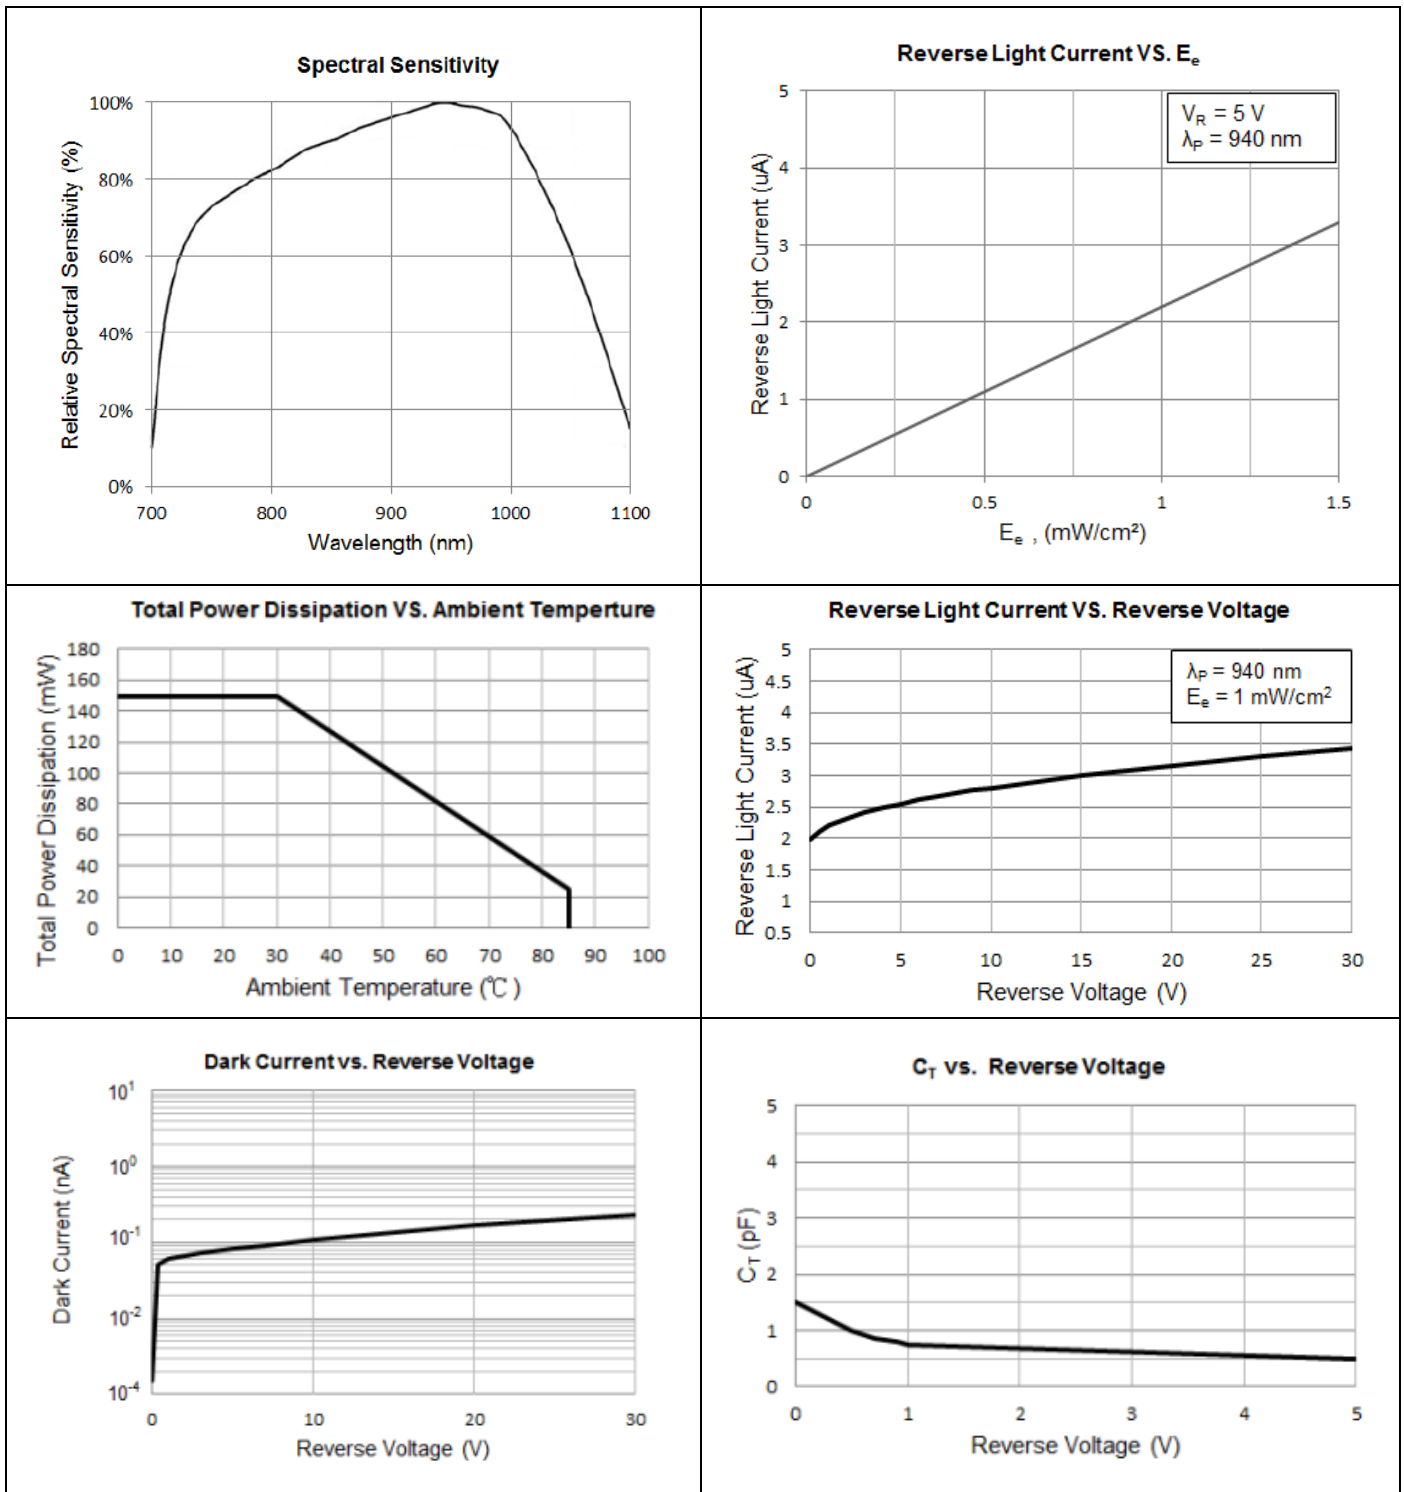 Spectral Sensitivity
Relative Spectral Sensitivity (%)
100%
80%
60%
40%
20%
0%
700 800 900 1000 1100
Wavelength (nm)
Reverse Light Current VS. Eₑ
Reverse Light Current (uA)
V_R = 5 V
λ_P = 940 nm
5
4
3
2
1
0
0 0.5 1 1.5
Eₑ , (mW/cm²)
Total Power Dissipation VS. Ambient Temperture
Total Power Dissipation (mW)
180
160
140
120
100
80
60
40
20
0
0 10 20 30 40 50 60 70 80 90 100
Ambient Temperature (℃ )
Reverse Light Current VS. Reverse Voltage
Reverse Light Current (uA)
λ_P = 940 nm
Eₑ = 1 mW/cm²
5
4.5
4
3.5
3
2.5
2
1.5
1
0.5
0 5 10 15 20 25 30
Reverse Voltage (V)
Dark Current vs. Reverse Voltage
Dark Current (nA)
10¹
10⁰
10⁻¹
10⁻²
10⁻⁴
0 10 20 30
Reverse Voltage (V)
C_T vs. Reverse Voltage
C_T (pF)
5
4
3
2
1
0
0 1 2 3 4 5
Reverse Voltage (V)